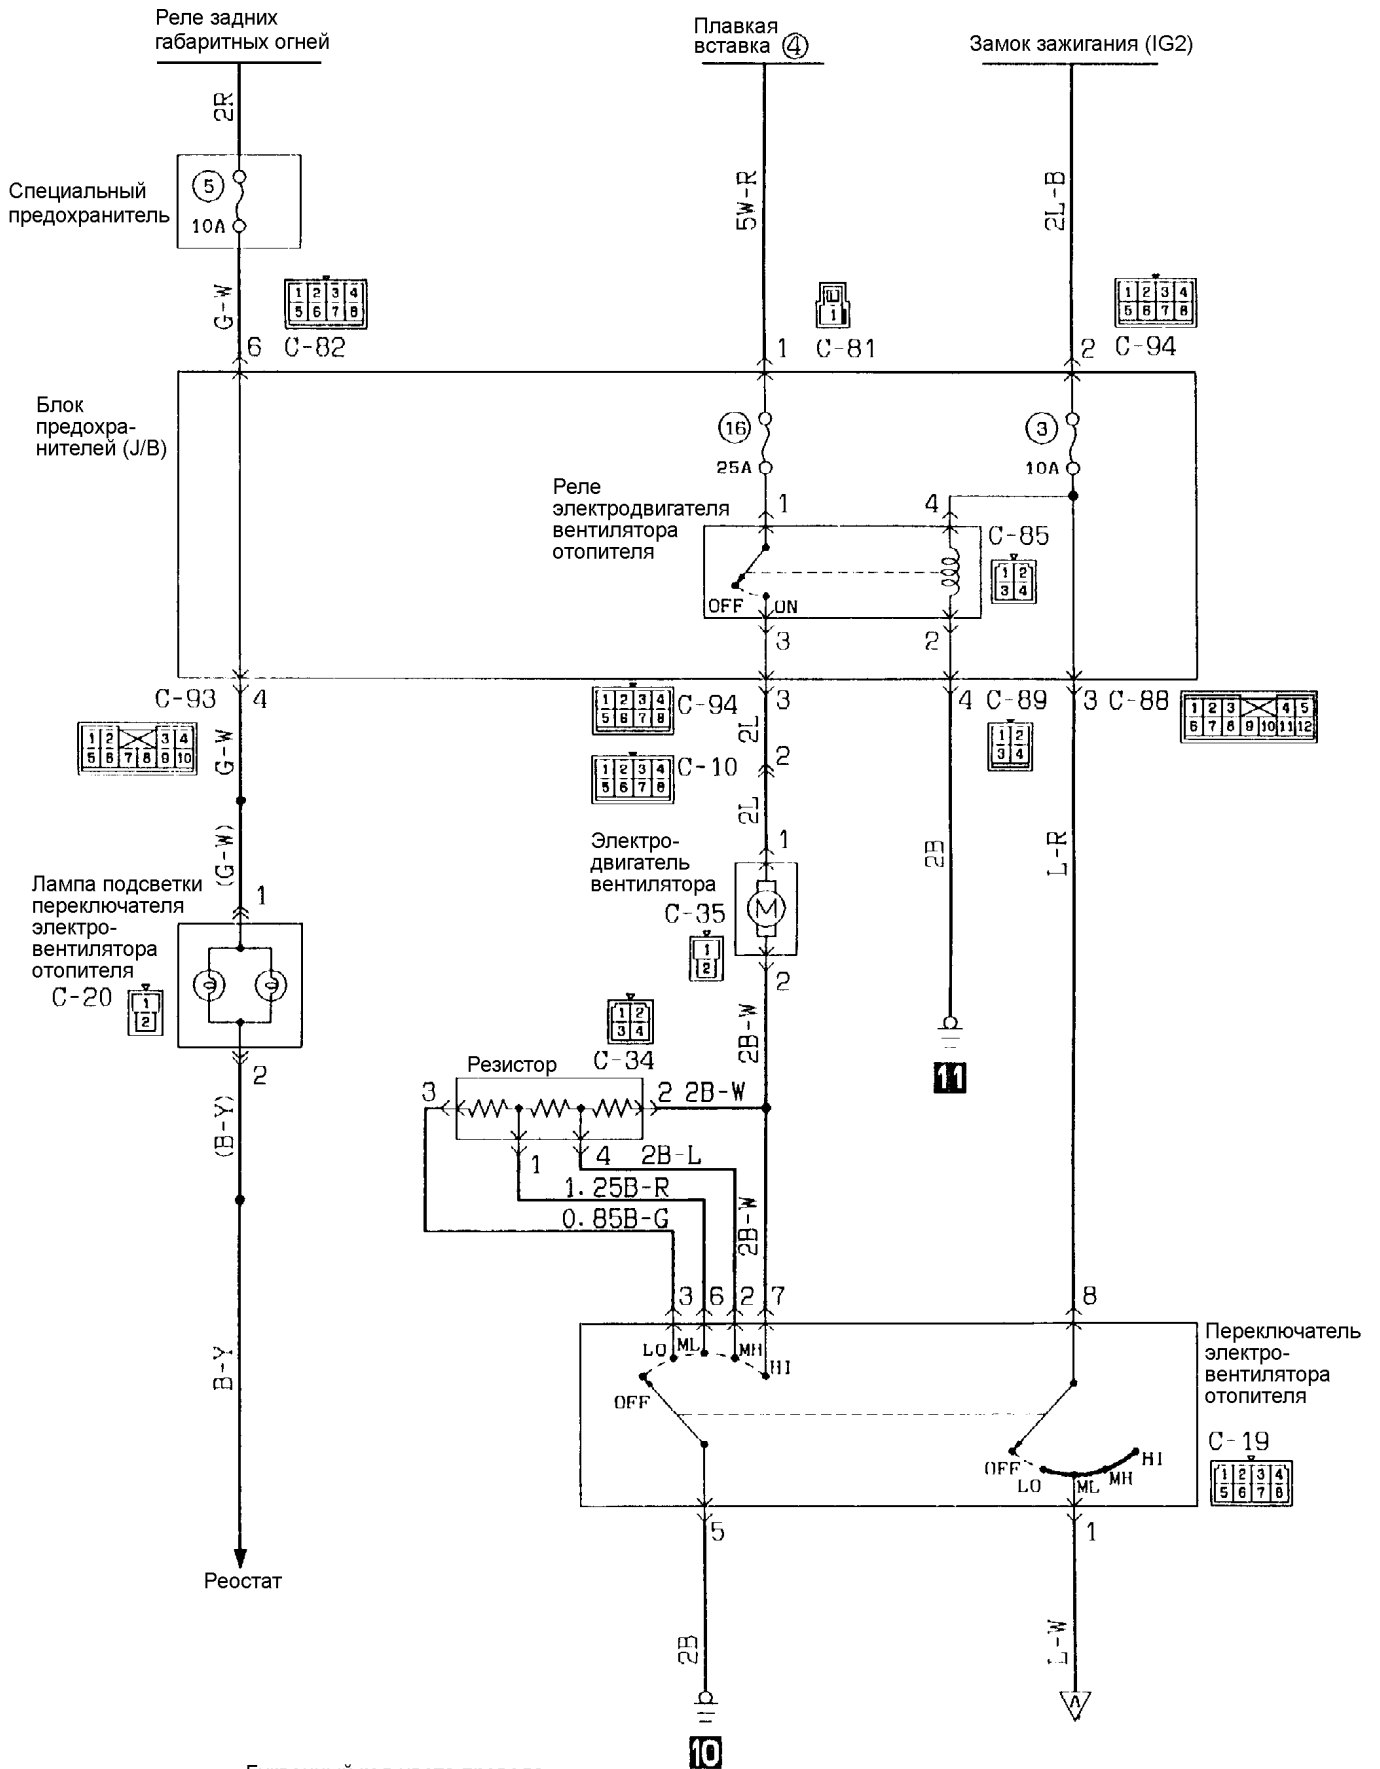 Реле задних
габаритных огней
Плавкая
вставка ④
Замок зажигания (IG2)
2R
5W-R
2L-B
Специальный
предохранитель
5
10A
G-W
1 2 3 4
5 6 7 8
6 C-82
1
1 C-81
1 2 3 4
5 6 7 8
2 C-94
Блок
предохра-
нителей (J/B)
16
25A
3
10A
Реле
электродвигателя
вентилятора
отопителя
1
4
C-85
1 2
3 4
OFF
ON
3
2
C-93 4
1 2 3 4
5 6 7 8 9 10
G-W
1 2 3 4
5 6 7 8
C-94 3
2L
1 2 3 4
5 6 7 8
C-10 2
2L
4 C-89
1 2
3 4
3 C-88
1 2 3 4 5
6 7 8 9 10 11 12
(G-W)
Электро-
двигатель
вентилятора
1
M
C-35
1
2
2
2B
L-R
Лампа подсветки
переключателя
электро-
вентилятора
отопителя
1
C-20
1
2
2
1 2
3 4
C-34
2B-W
11
Резистор
3
2 2B-W
(B-Y)
1
4 2B-L
1.25B-R
0.85B-G
2B-W
3 6 2 7
8
LO ML MH HI
OFF
Переключатель
электро-
вентилятора
отопителя
B-Y
OFF LO ML MH HI
C-19
1 2 3 4
5 6 7 8
5
1
Реостат
2B
L-W
A
10